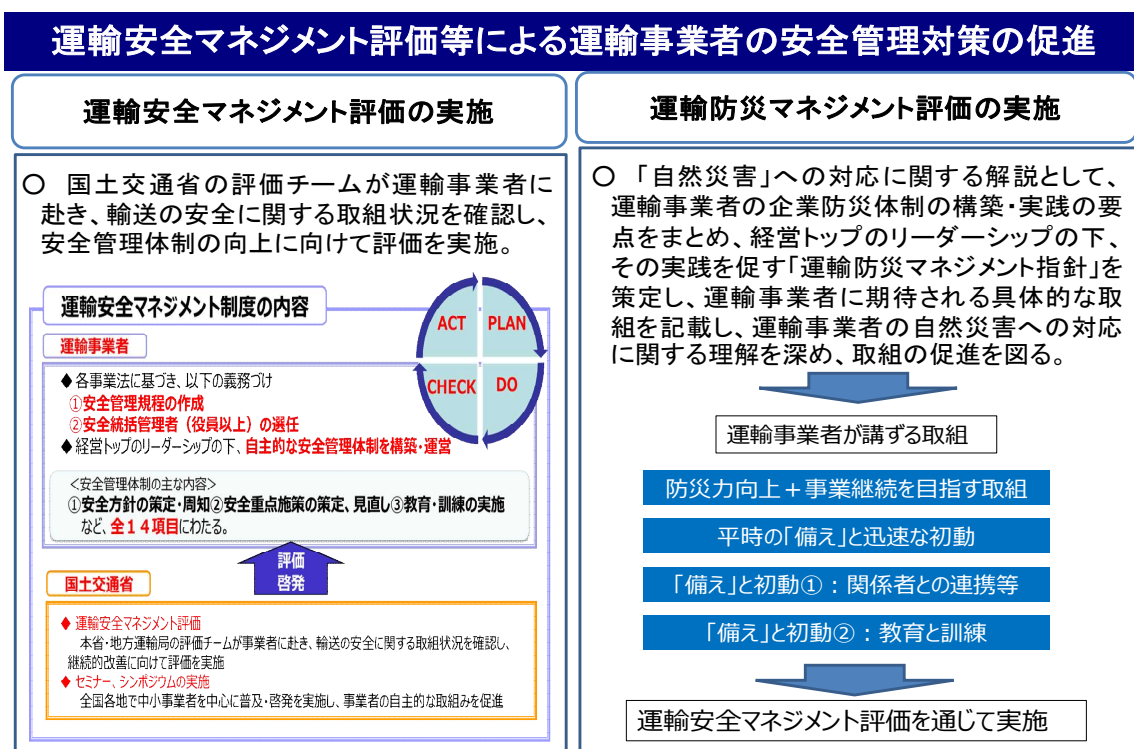 運輸安全マネジメント評価等による運輸事業者の安全管理対策の促進
運輸安全マネジメント評価の実施
〇 国土交通省の評価チームが運輸事業者に
赴き、輸送の安全に関する取組状況を確認し、
安全管理体制の向上に向けて評価を実施。
運輸安全マネジメント制度の内容
ACT PLAN
CHECK DO
運輸事業者
◆各事業法に基づき、以下の義務づけ
①安全管理規程の作成
②安全統括管理者（役員以上）の選任
◆経営トップのリーダーシップの下、自主的な安全管理体制を構築・運営
＜安全管理体制の主な内容＞
①安全方針の策定・周知②安全重点施策の策定、見直し③教育・訓練の実施
など、全１４項目にわたる。
評価
啓発
国土交通省
◆運輸安全マネジメント評価
本省・地方運輸局の評価チームが事業者に赴き、輸送の安全に関する取組状況を確認し、
継続的改善に向けて評価を実施
◆セミナー、シンポジウムの実施
全国各地で中小事業者を中心に普及・啓発を実施し、事業者の自主的な取組みを促進
運輸防災マネジメント評価の実施
〇 「自然災害」への対応に関する解説として、
運輸事業者の企業防災体制の構築・実践の要
点をまとめ、経営トップのリーダーシップの下、
その実践を促す「運輸防災マネジメント指針」を
策定し、運輸事業者に期待される具体的な取
組を記載し、運輸事業者の自然災害への対応
に関する理解を深め、取組の促進を図る。
運輸事業者が講ずる取組
防災力向上＋事業継続を目指す取組
平時の「備え」と迅速な初動
「備え」と初動①：関係者との連携等
「備え」と初動②：教育と訓練
運輸安全マネジメント評価を通じて実施